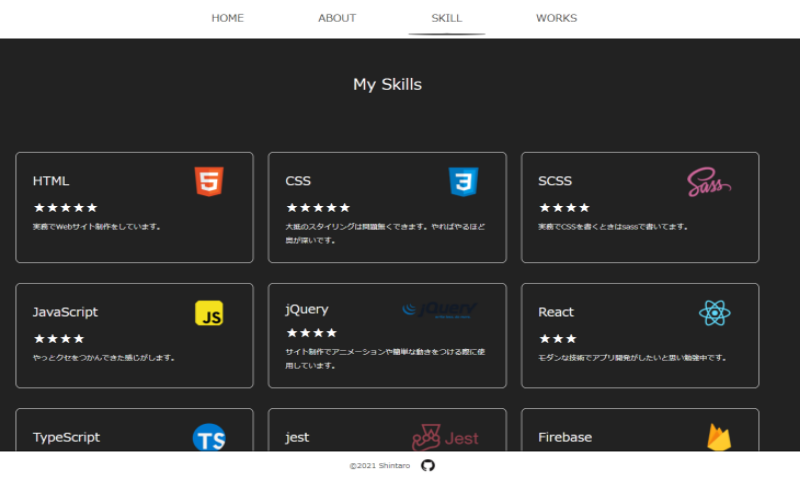 HOME
ABOUT
SKILL
WORKS
My Skills
HTML
★★★★★
実務でWebサイト制作をしています。
CSS
★★★★★
大抵のスタイリングは問題無くできます。やればやるほど
奥が深いです。
SCSS
Sass
★★★★
実務でCSSを書くときはsassで書いてます。
JavaScript
JS
★★★★
やっとクセをつかんできた感じがします。
jQuery
jQuery
★★★★
サイト制作でアニメーションや簡単な動きをつける際に使
用しています。
React
★★★
モダンな技術でアプリ開発がしたいと思い勉強中です。
TypeScript
TS
jest
Jest
Firebase
©2021 Shintaro